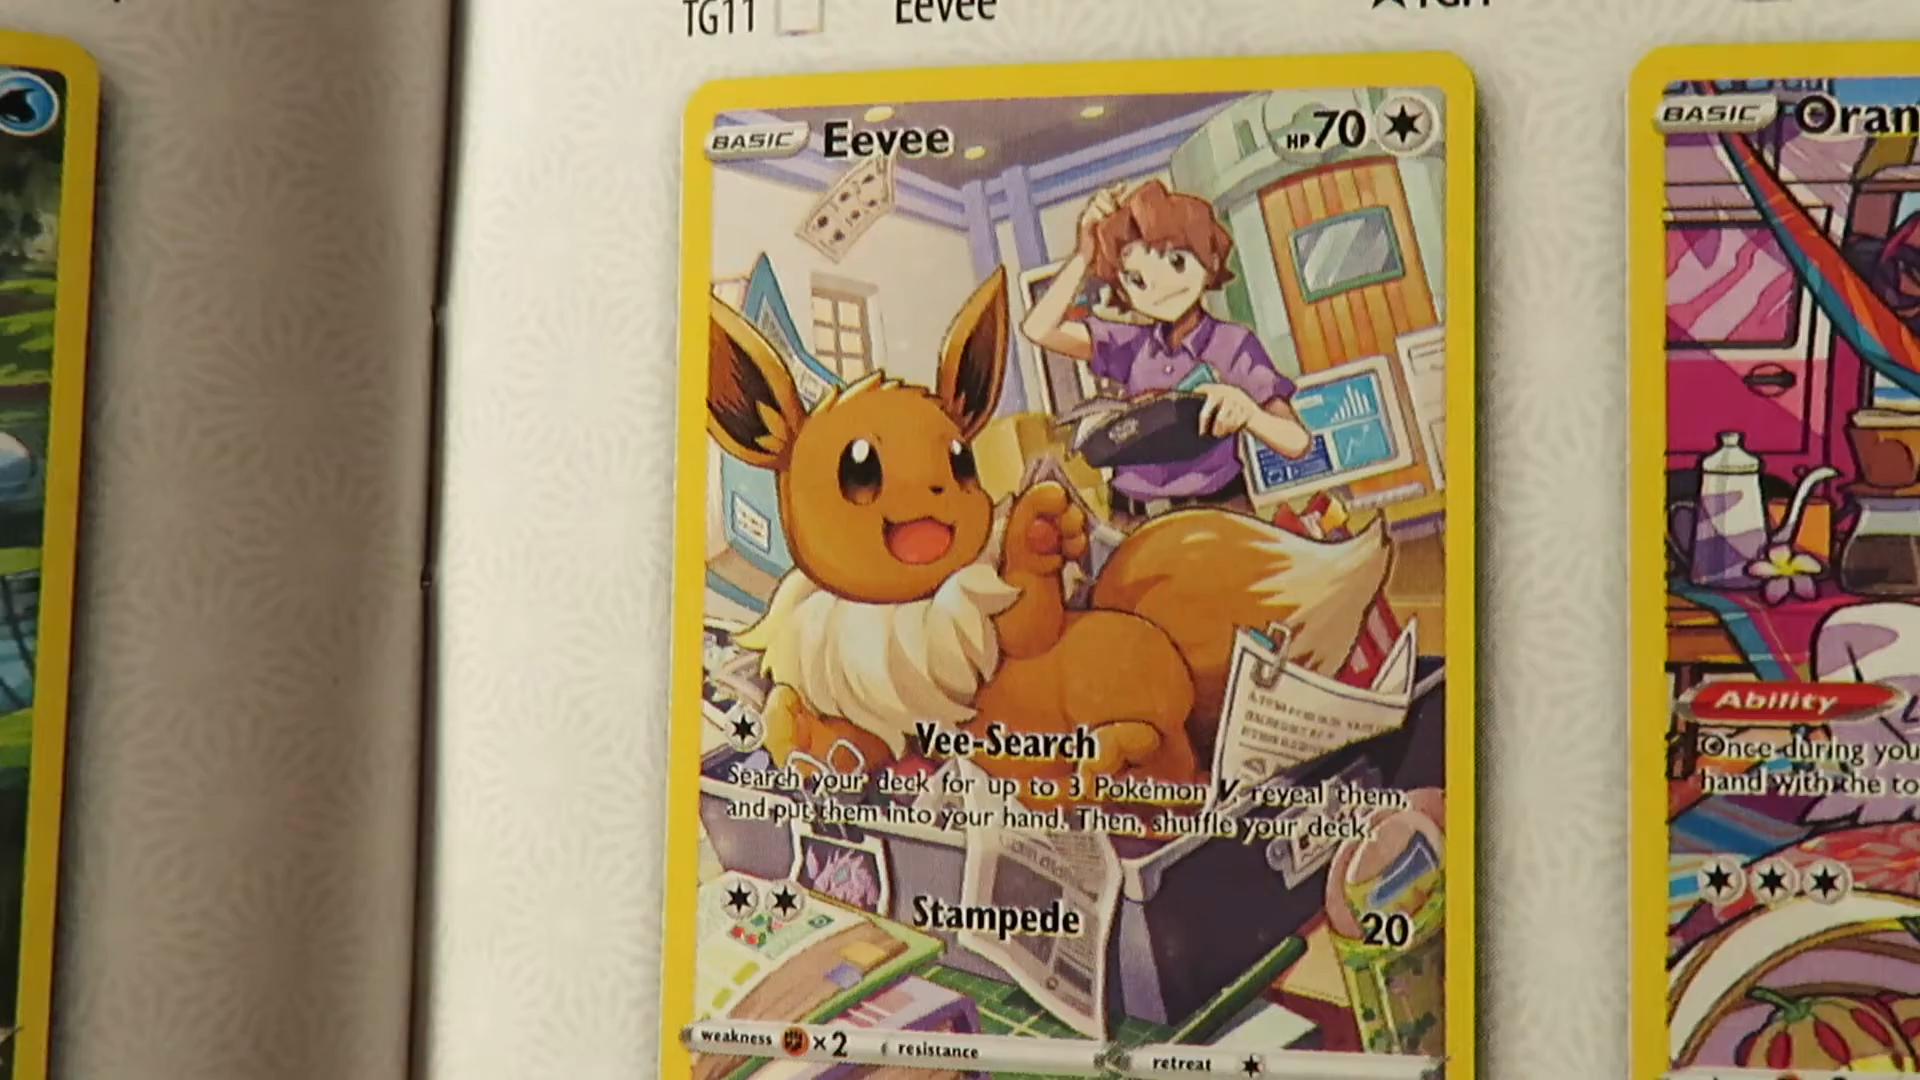 TG11 Eevee
BASIC Eevee HP 70
Vee-Search
Search your deck for up to 3 Pokémon V, reveal them,
and put them into your hand. Then, shuffle your deck.
Stampede 20
weakness ×2 resistance retreat
BASIC Oran
Ability
Once during you
hand with the to